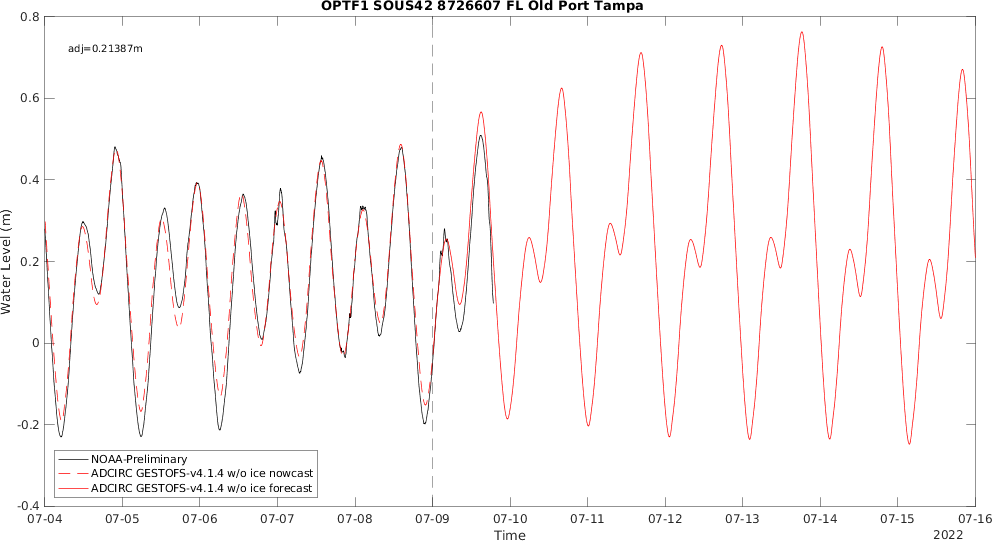 OPTF1 SOUS42 8726607 FL Old Port Tampa
adj=0.21387m
0.8
0.6
0.4
0.2
0
-0.2
-0.4
Water Level (m)
NOAA-Preliminary
ADCIRC GESTOFS-v4.1.4 w/o ice nowcast
ADCIRC GESTOFS-v4.1.4 w/o ice forecast
07-04 07-05 07-06 07-07 07-08 07-09 07-10 07-11 07-12 07-13 07-14 07-15 07-16
Time
2022